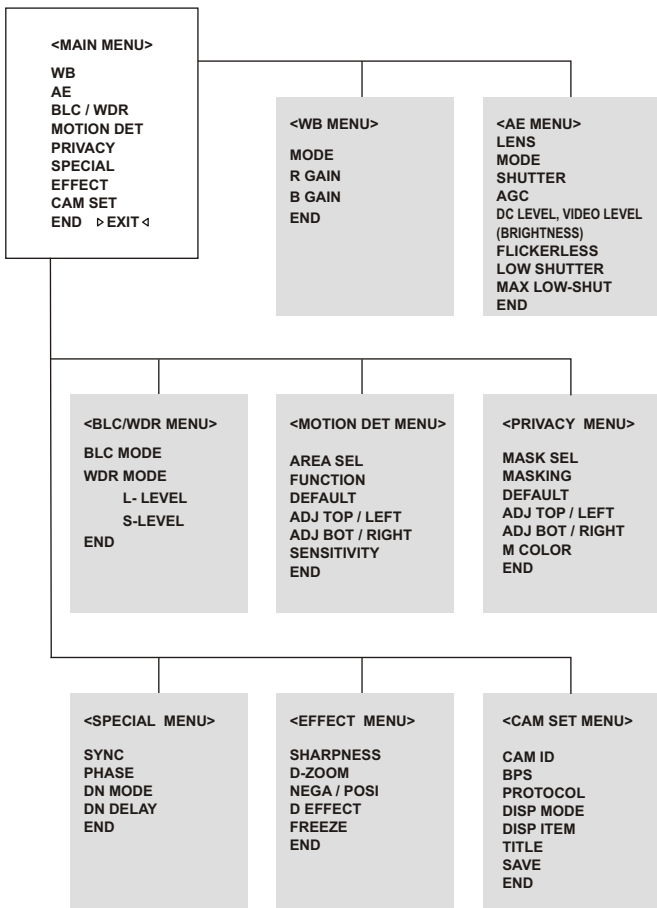 <MAIN MENU>
WB
AE
BLC / WDR
MOTION DET
PRIVACY
SPECIAL
EFFECT
CAM SET
END ▷EXIT◁
<WB MENU>
MODE
R GAIN
B GAIN
END
<AE MENU>
LENS
MODE
SHUTTER
AGC
DC LEVEL, VIDEO LEVEL
(BRIGHTNESS)
FLICKERLESS
LOW SHUTTER
MAX LOW-SHUT
END
<BLC/WDR MENU>
BLC MODE
WDR MODE
L- LEVEL
S-LEVEL
END
<MOTION DET MENU>
AREA SEL
FUNCTION
DEFAULT
ADJ TOP / LEFT
ADJ BOT / RIGHT
SENSITIVITY
END
<PRIVACY MENU>
MASK SEL
MASKING
DEFAULT
ADJ TOP / LEFT
ADJ BOT / RIGHT
M COLOR
END
<SPECIAL MENU>
SYNC
PHASE
DN MODE
DN DELAY
END
<EFFECT MENU>
SHARPNESS
D-ZOOM
NEGA / POSI
D EFFECT
FREEZE
END
<CAM SET MENU>
CAM ID
BPS
PROTOCOL
DISP MODE
DISP ITEM
TITLE
SAVE
END